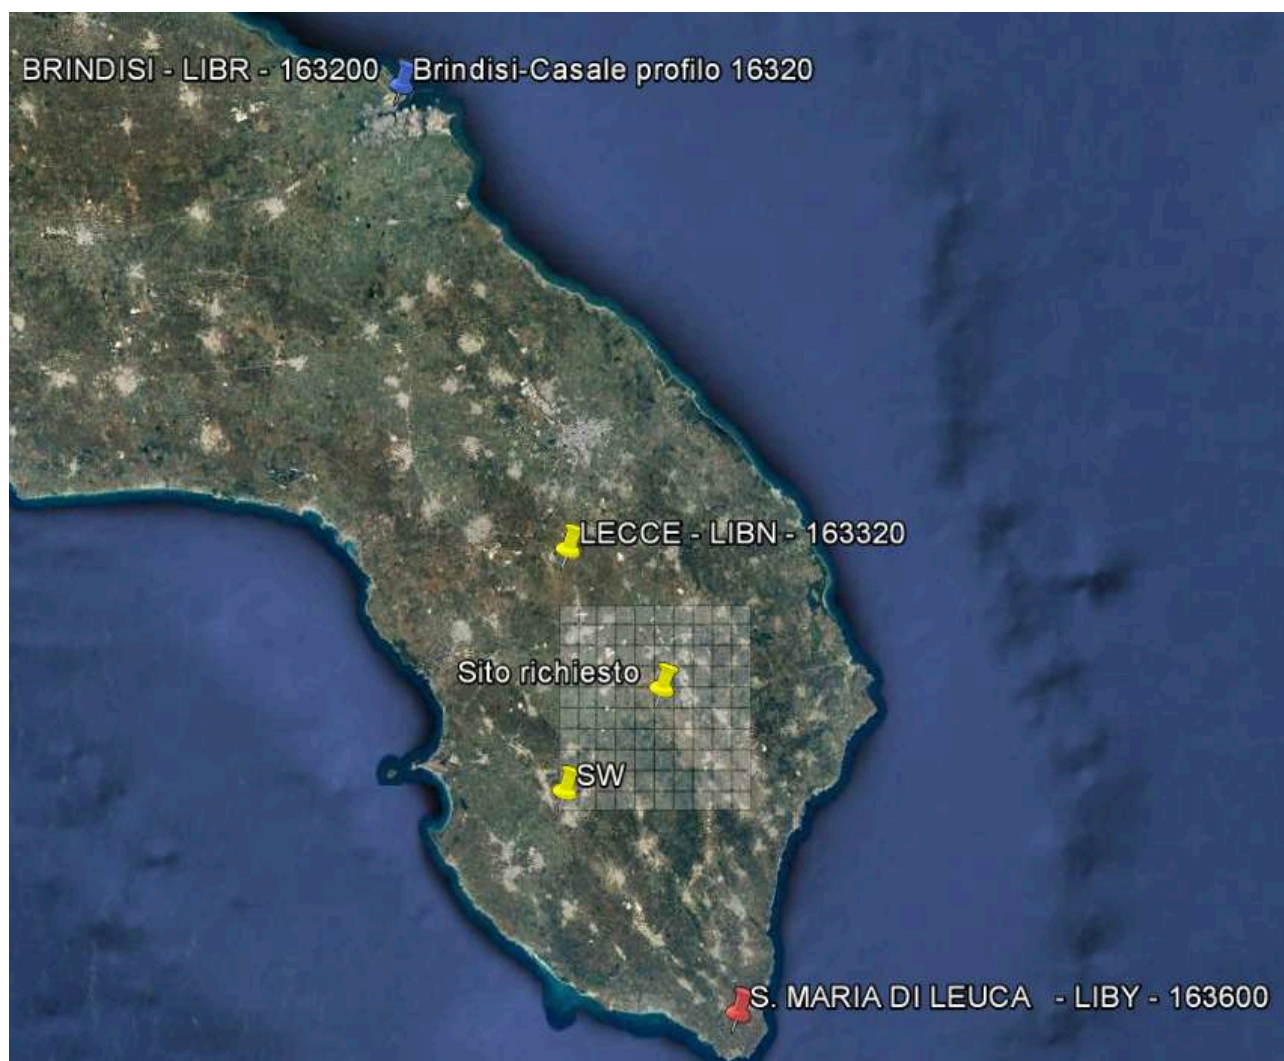 BRINDISI - LIBR - 163200
Brindisi-Casale profilo 16320
LECCE - LIBN - 163320
Sito richiesto
SW
S. MARIA DI LEUCA - LIBY - 163600